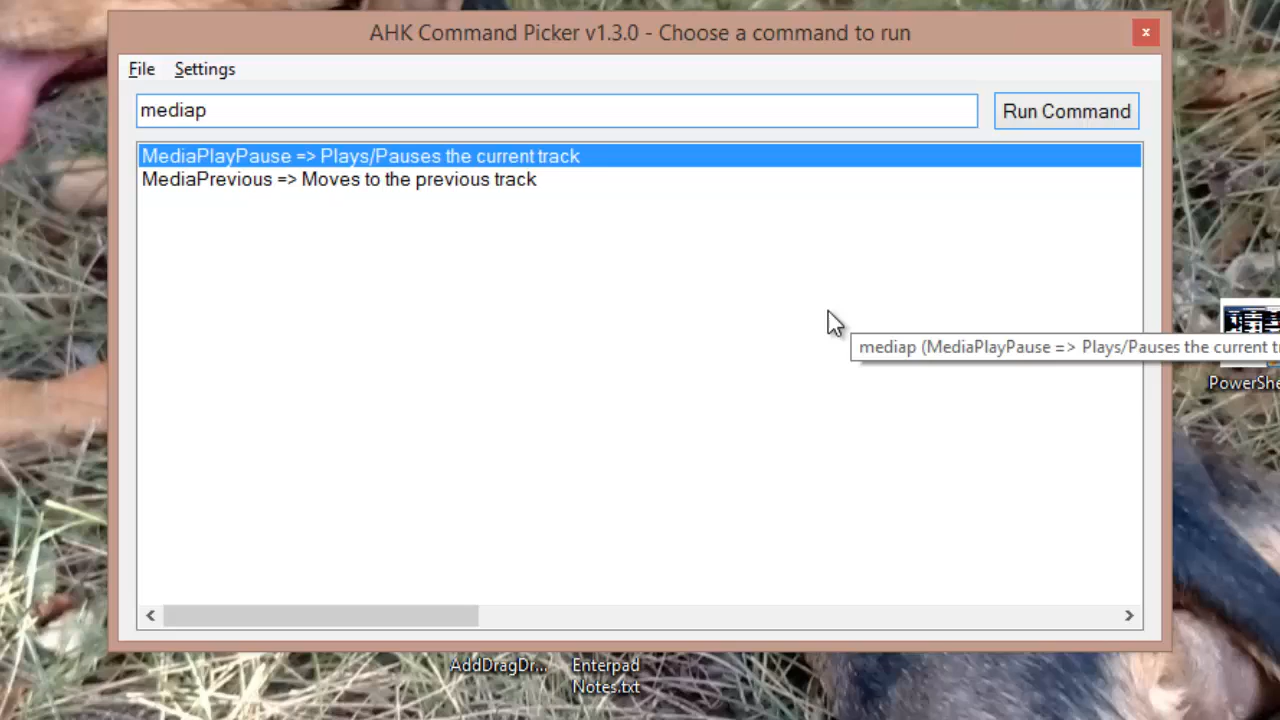 AHK Command Picker v1.3.0 - Choose a command to run
x
File Settings
mediap
Run Command
MediaPlayPause => Plays/Pauses the current track
MediaPrevious => Moves to the previous track
mediap (MediaPlayPause => Plays/Pauses the current
PowerShe
AddDragDr...
Enterpad
Notes.txt